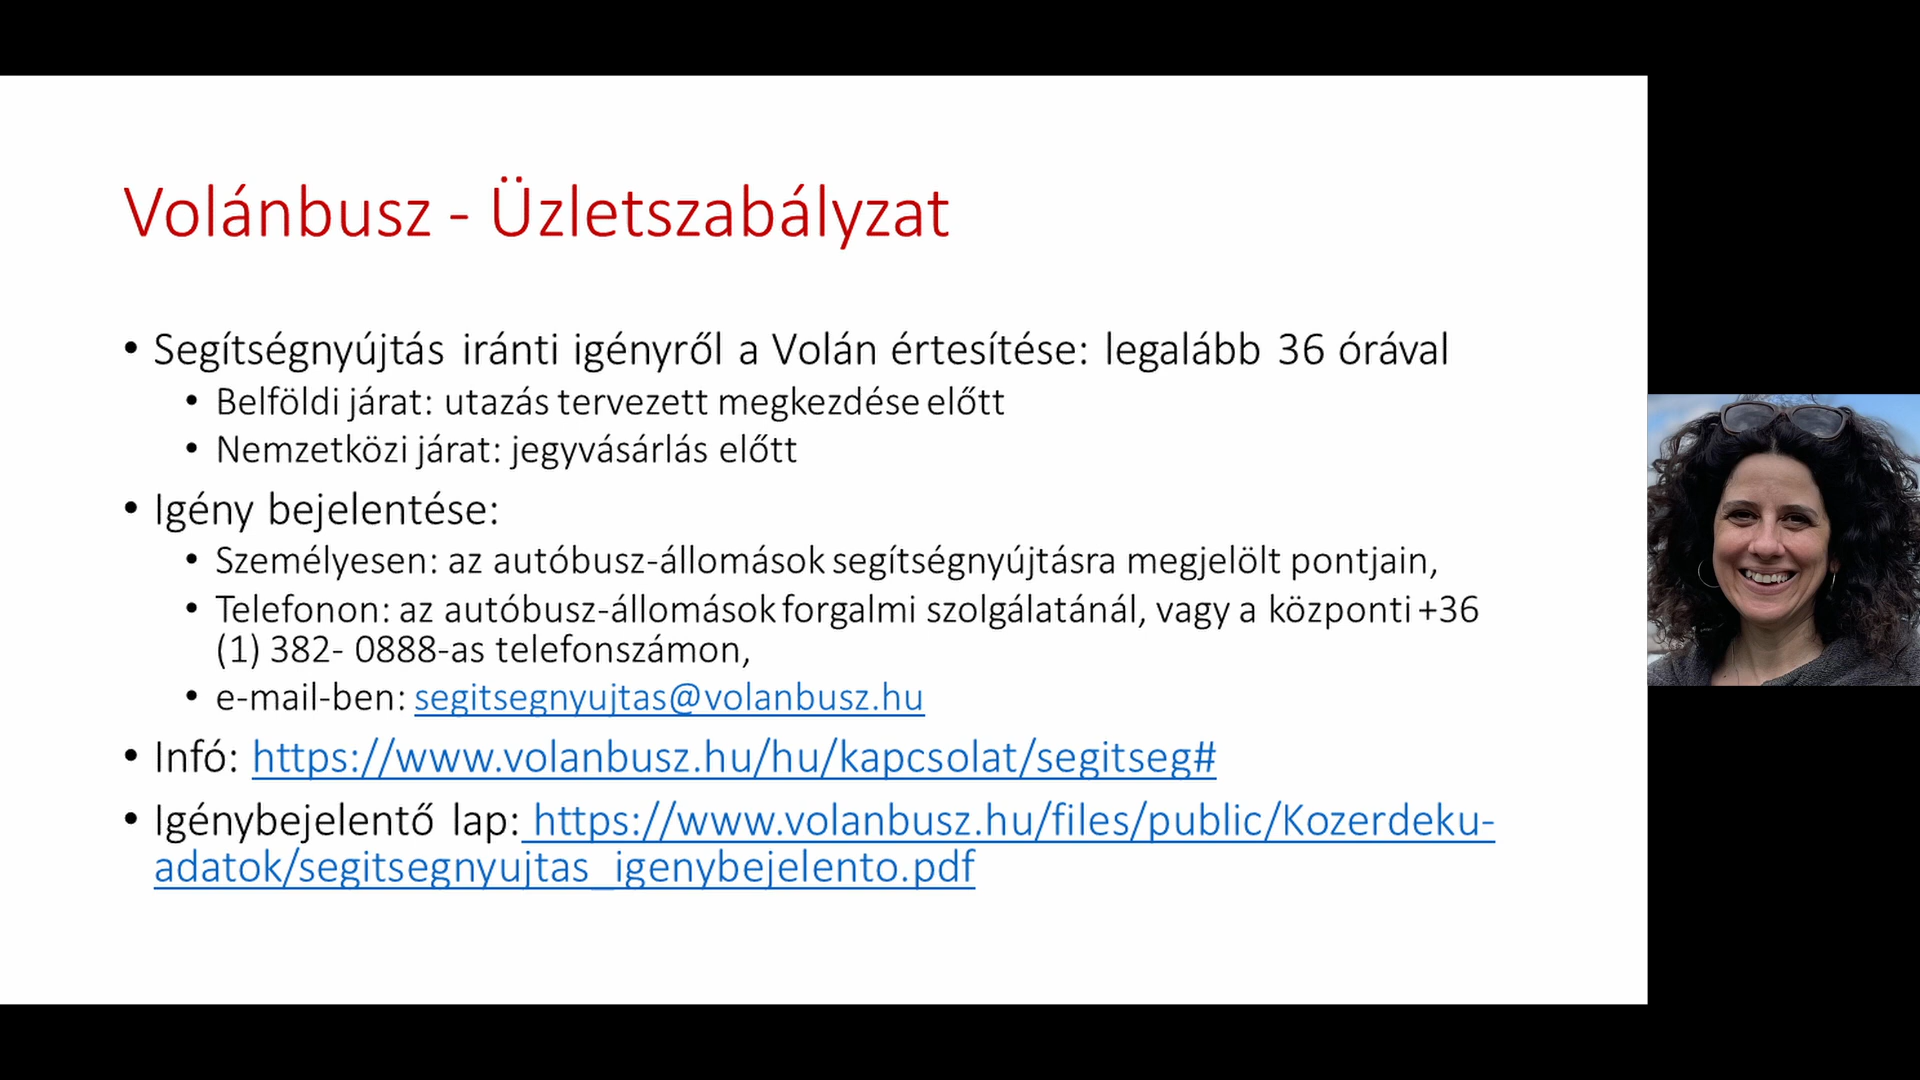 Volánbusz - Üzletszabályzat
• Segítségnyújtás iránti igényről a Volán értesítése: legalább 36 órával
• Belföldi járat: utazás tervezett megkezdése előtt
• Nemzetközi járat: jegyvásárlás előtt
• Igény bejelentése:
• Személyesen: az autóbusz-állomások segítségnyújtásra megjelölt pontjain,
• Telefonon: az autóbusz-állomások forgalmi szolgálatánál, vagy a központi +36
(1) 382- 0888-as telefonszámon,
• e-mail-ben: segitsegnyujtas@volanbusz.hu
• Infó: https://www.volanbusz.hu/hu/kapcsolat/segitseg#
• Igénybejelentő lap: https://www.volanbusz.hu/files/public/Kozerdeku-
adatok/segitsegnyujtas_igenybejelento.pdf